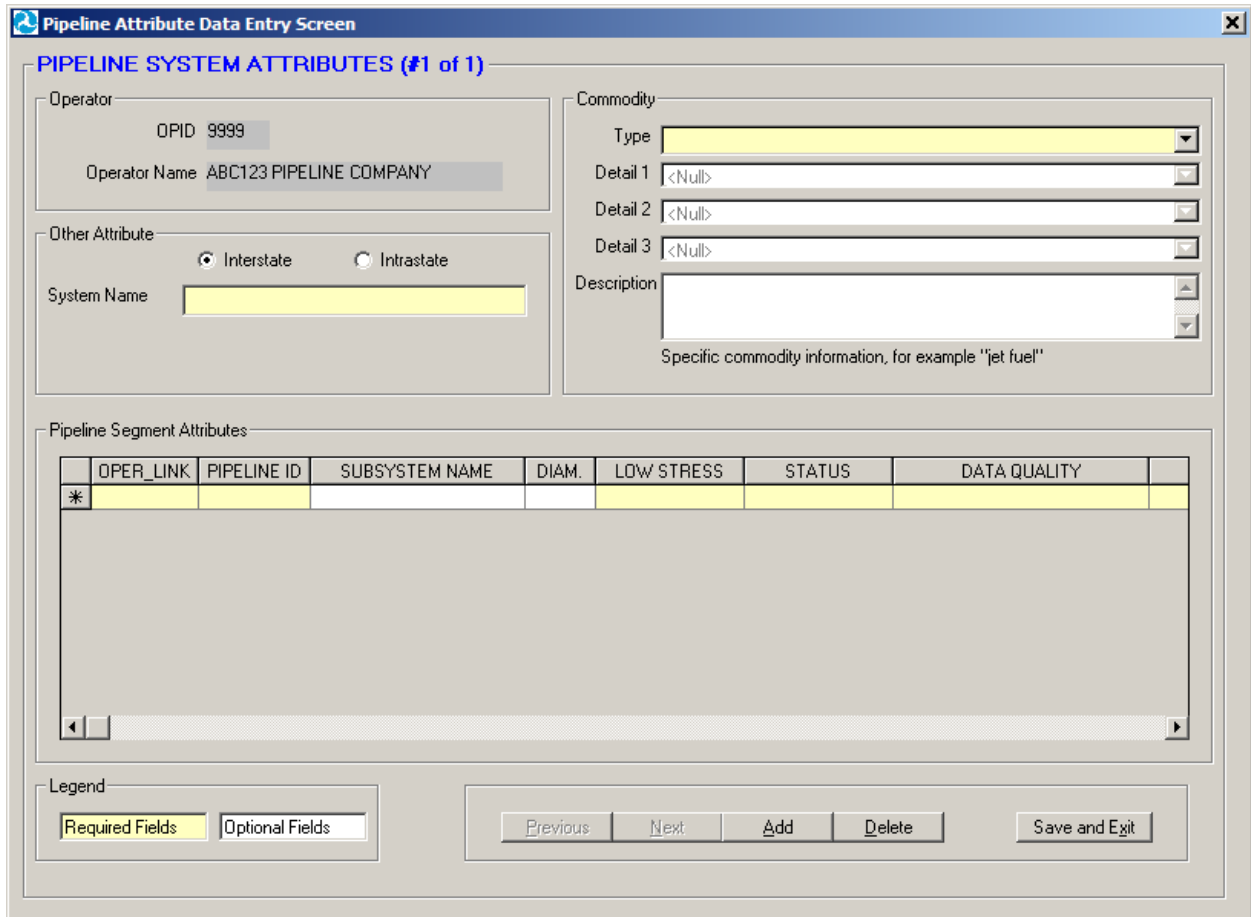 Pipeline Attribute Data Entry Screen
PIPELINE SYSTEM ATTRIBUTES (#1 of 1)
Operator
OPID 9999
Operator Name ABC123 PIPELINE COMPANY
Other Attribute
Interstate Intrastate
System Name
Commodity
Type
Detail 1 <Null>
Detail 2 <Null>
Detail 3 <Null>
Description
Specific commodity information, for example "jet fuel"
Pipeline Segment Attributes
OPER_LINK PIPELINE ID SUBSYSTEM NAME DIAM. LOW STRESS STATUS DATA QUALITY
*
Legend
Required Fields Optional Fields
Previous Next Add Delete Save and Exit